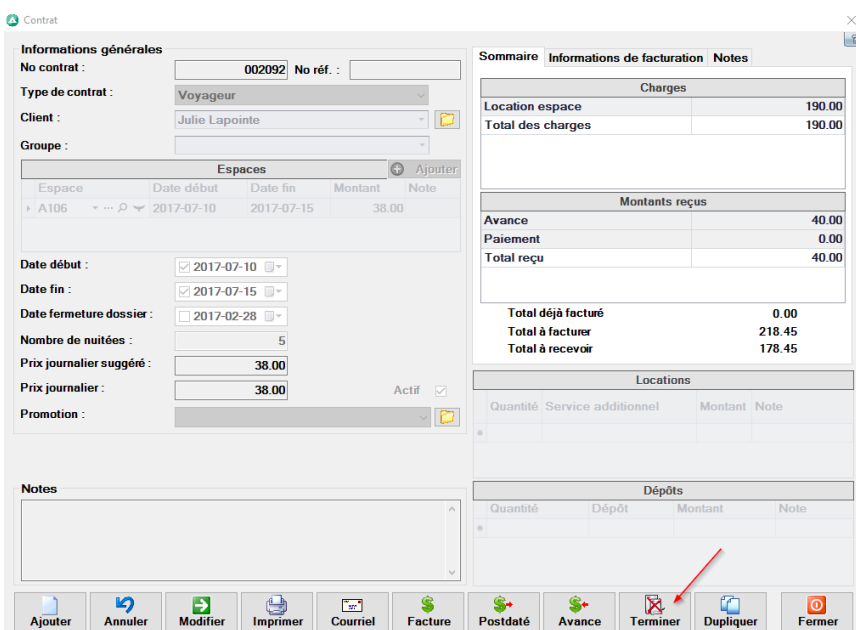 Contrat
Informations générales
No contrat :
002092
No réf. :
Type de contrat :
Voyageur
Client :
Julie Lapointe
Groupe :
Espaces
Ajouter
Espace Date début Date fin Montant Note
A106 2017-07-10 2017-07-15 38.00
Date début :
2017-07-10
Date fin :
2017-07-15
Date fermeture dossier :
2017-02-28
Nombre de nuitées :
5
Prix journalier suggéré :
38.00
Prix journalier :
38.00
Actif
Promotion :
Notes
Sommaire Informations de facturation Notes
Charges
Location espace 190.00
Total des charges 190.00
Montants reçus
Avance 40.00
Paiement 0.00
Total reçu 40.00
Total déjà facturé 0.00
Total à facturer 218.45
Total à recevoir 178.45
Locations
Quantité Service additionnel Montant Note
Dépôts
Quantité Dépôt Montant Note
Ajouter Annuler Modifier Imprimer Courriel Facture Postdaté Avance Terminer Dupliquer Fermer